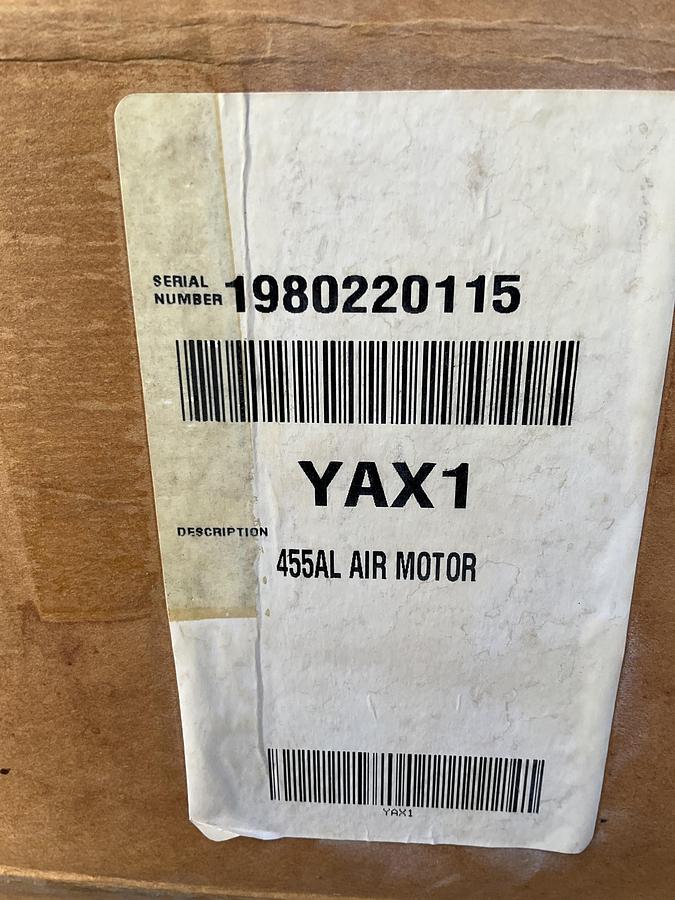 SERIAL
NUMBER 1980220115
YAX1
DESCRIPTION
455AL AIR MOTOR
YAX1